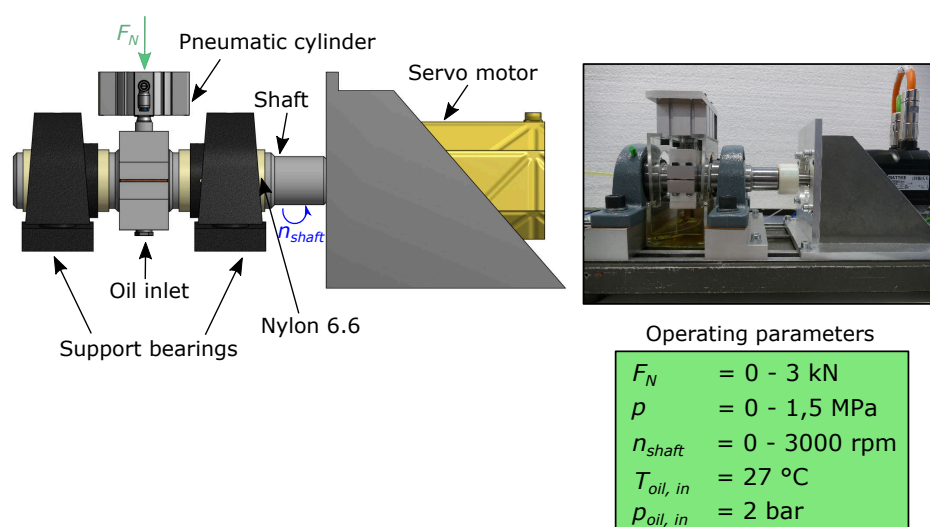 F_N
Pneumatic cylinder
Servo motor
Shaft
n_shaft
Oil inlet
Nylon 6.6
Support bearings
Operating parameters
F_N = 0 - 3 kN
p = 0 - 1,5 MPa
n_shaft = 0 - 3000 rpm
T_oil, in = 27 °C
p_oil, in = 2 bar